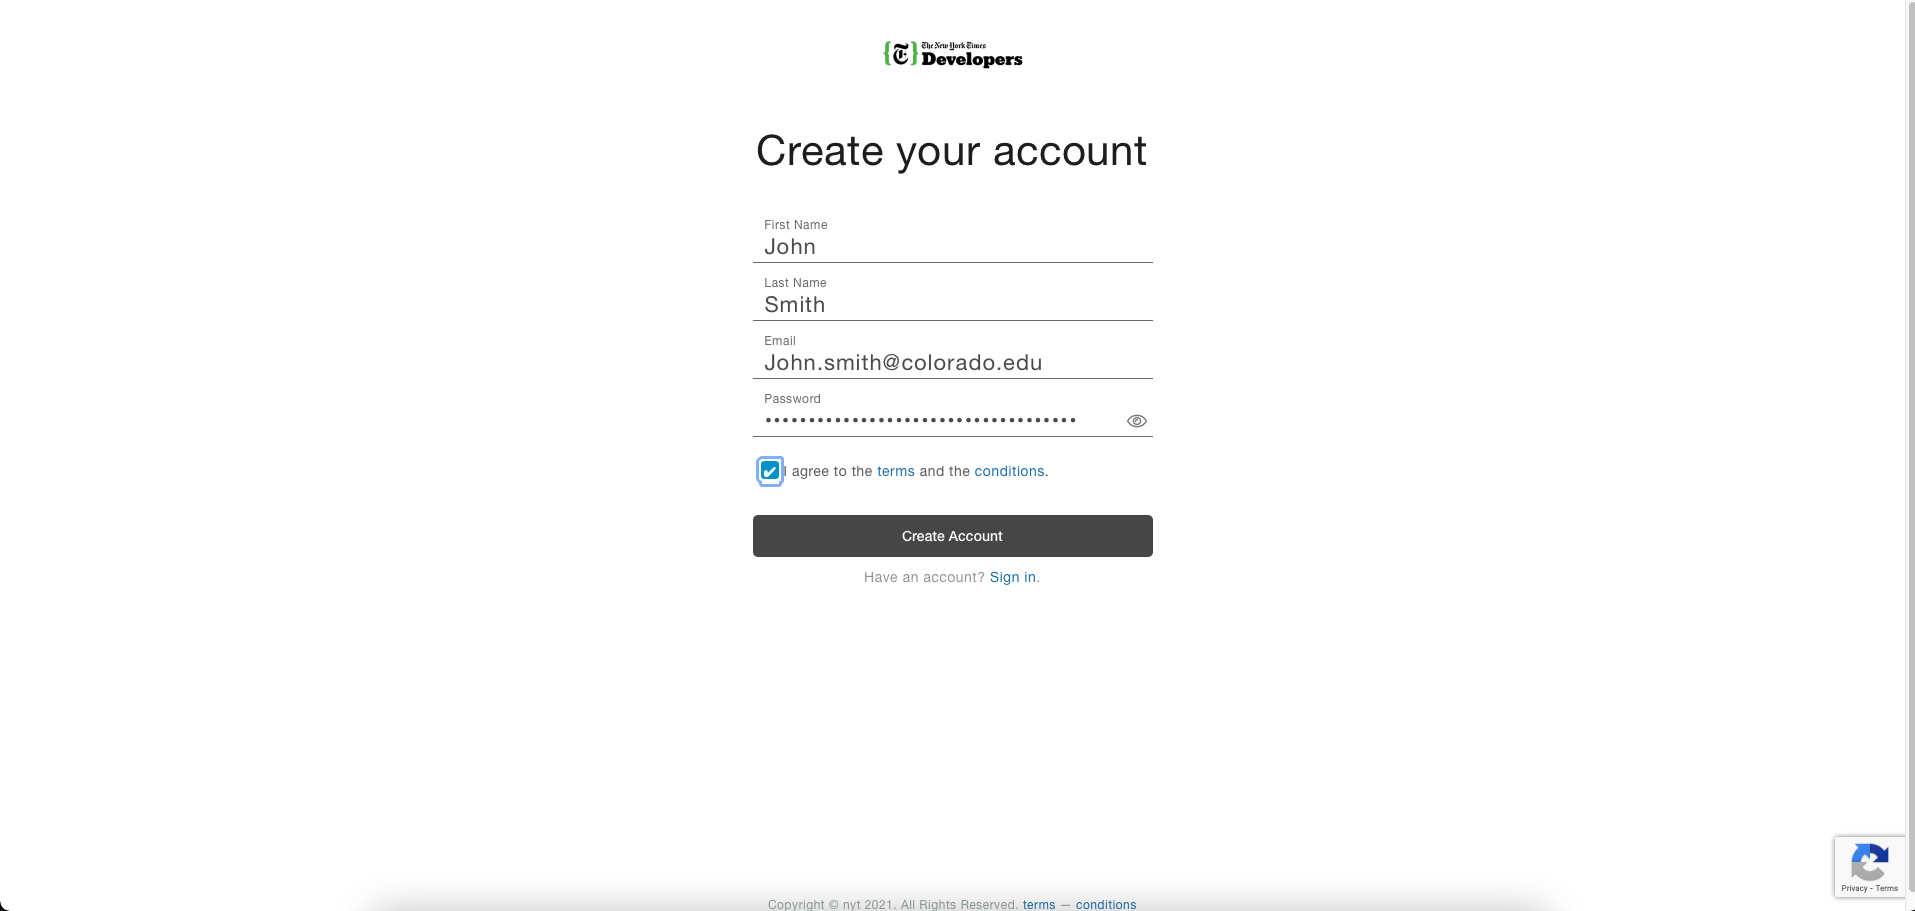 {T} The New York Times
Developers
Create your account
First Name
John
Last Name
Smith
Email
John.smith@colorado.edu
Password
••••••••••••••••••••••••••••••••••••
I agree to the terms and the conditions.
Create Account
Have an account? Sign in.
Privacy - Terms
Copyright © nyt 2021. All Rights Reserved. terms — conditions